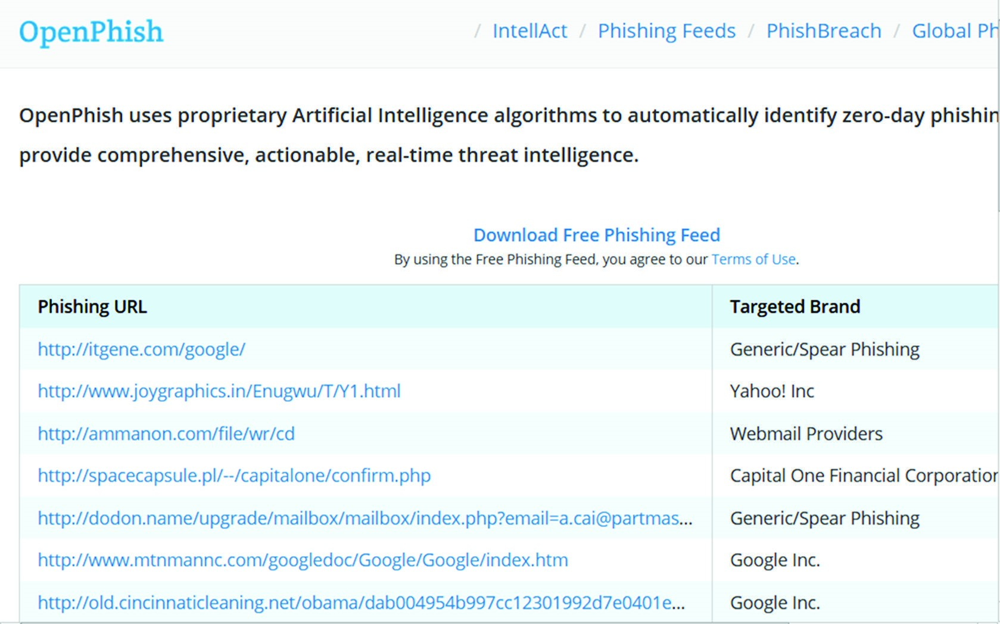 OpenPhish / IntellAct / Phishing Feeds / PhishBreach / Global Ph
OpenPhish uses proprietary Artificial Intelligence algorithms to automatically identify zero-day phishin
provide comprehensive, actionable, real-time threat intelligence.
Download Free Phishing Feed
By using the Free Phishing Feed, you agree to our Terms of Use.
Phishing URL Targeted Brand
http://itgene.com/google/ Generic/Spear Phishing
http://www.joygraphics.in/Enugwu/T/Y1.html Yahoo! Inc
http://ammanon.com/file/wr/cd Webmail Providers
http://spacecapsule.pl/--/capitalone/confirm.php Capital One Financial Corporation
http://dodon.name/upgrade/mailbox/mailbox/index.php?email=a.cai@partmas... Generic/Spear Phishing
http://www.mtnmannc.com/googledoc/Google/Google/index.htm Google Inc.
http://old.cincinnaticleaning.net/obama/dab004954b997cc12301992d7e0401e... Google Inc.